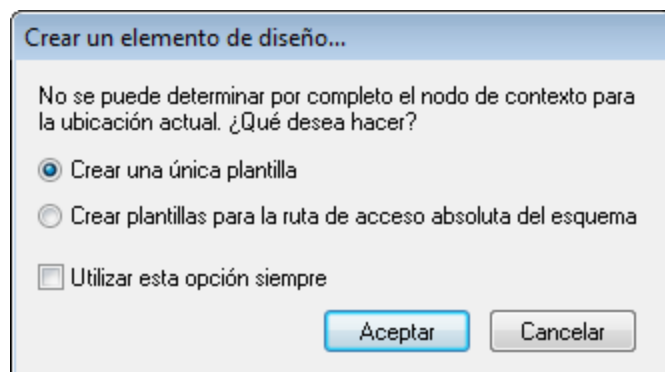 Crear un elemento de diseño...
No se puede determinar por completo el nodo de contexto para
la ubicación actual. ¿Qué desea hacer?
Crear una única plantilla
Crear plantillas para la ruta de acceso absoluta del esquema
Utilizar esta opción siempre
Aceptar Cancelar